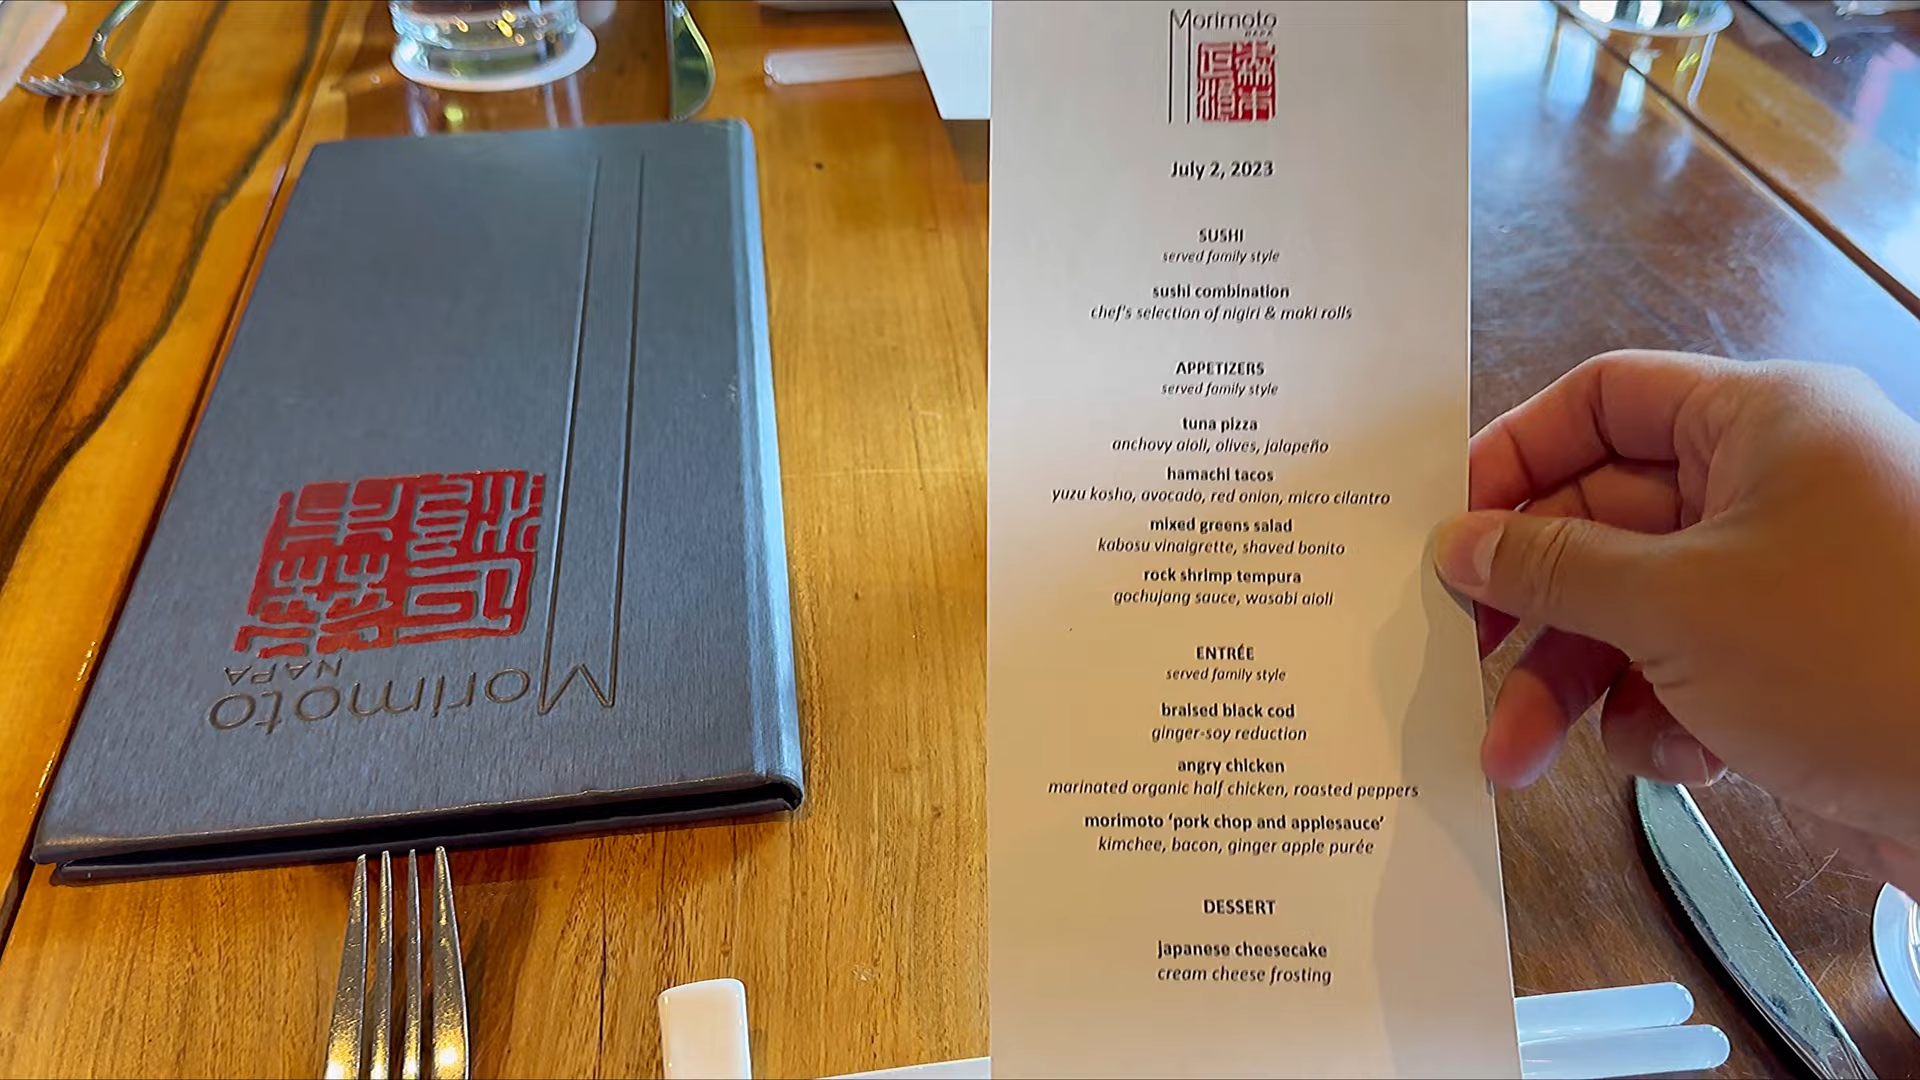 Morimoto
NAPA
Morimoto
NAPA
July 2, 2023
SUSHI
served family style
sushi combination
chef's selection of nigiri & maki rolls
APPETIZERS
served family style
tuna pizza
anchovy aioli, olives, jalapeño
hamachi tacos
yuzu kosho, avocado, red onion, micro cilantro
mixed greens salad
kabosu vinaigrette, shaved bonito
rock shrimp tempura
gochujang sauce, wasabi aioli
ENTRÉE
served family style
braised black cod
ginger-soy reduction
angry chicken
marinated organic half chicken, roasted peppers
morimoto ‘pork chop and applesauce’
kimchee, bacon, ginger apple purée
DESSERT
japanese cheesecake
cream cheese frosting